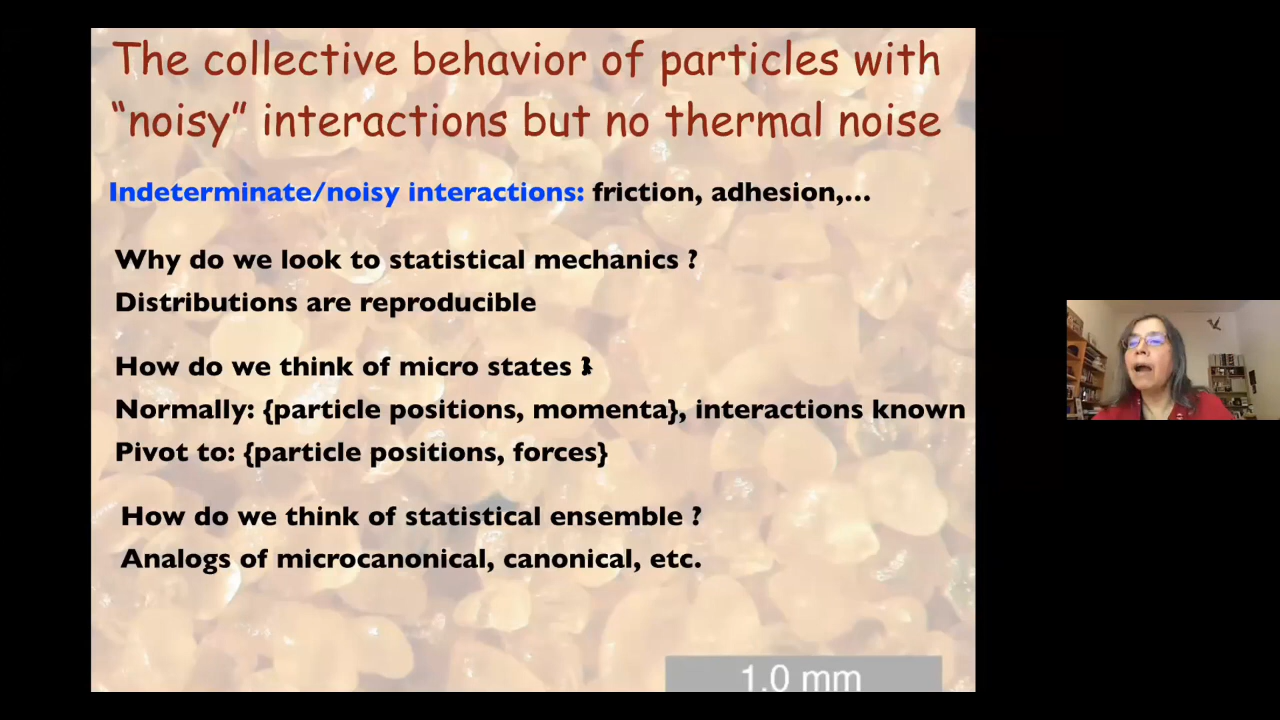 The collective behavior of particles with
“noisy” interactions but no thermal noise
Indeterminate/noisy interactions: friction, adhesion,...
Why do we look to statistical mechanics ?
Distributions are reproducible
How do we think of micro states ?
Normally: {particle positions, momenta}, interactions known
Pivot to: {particle positions, forces}
How do we think of statistical ensemble ?
Analogs of microcanonical, canonical, etc.
1.0 mm